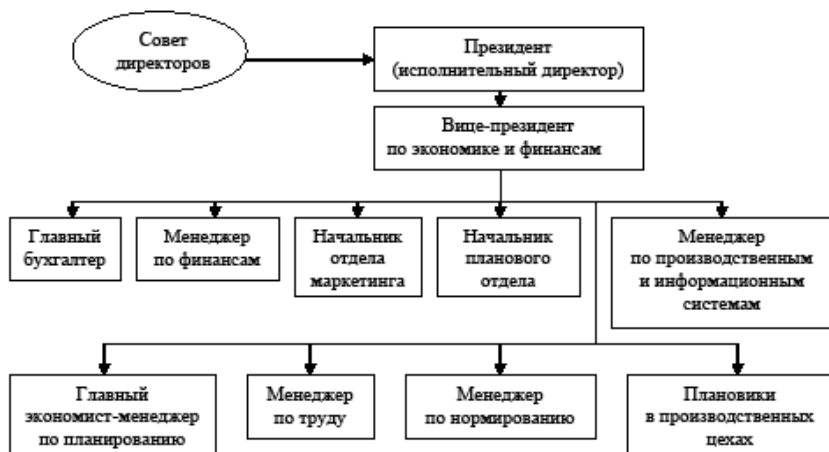 Совет
директоров
Президент
(исполнительный директор)
Вице-президент
по экономике и финансам
Главный
бухгалтер
Менеджер
по финансам
Начальник
отдела
маркетинга
Начальник
планового
отдела
Менеджер
по производственным
и информационным
системам
Главный
экономист-менеджер
по планированию
Менеджер
по труду
Менеджер
по нормированию
Плановики
в производственных
цехах